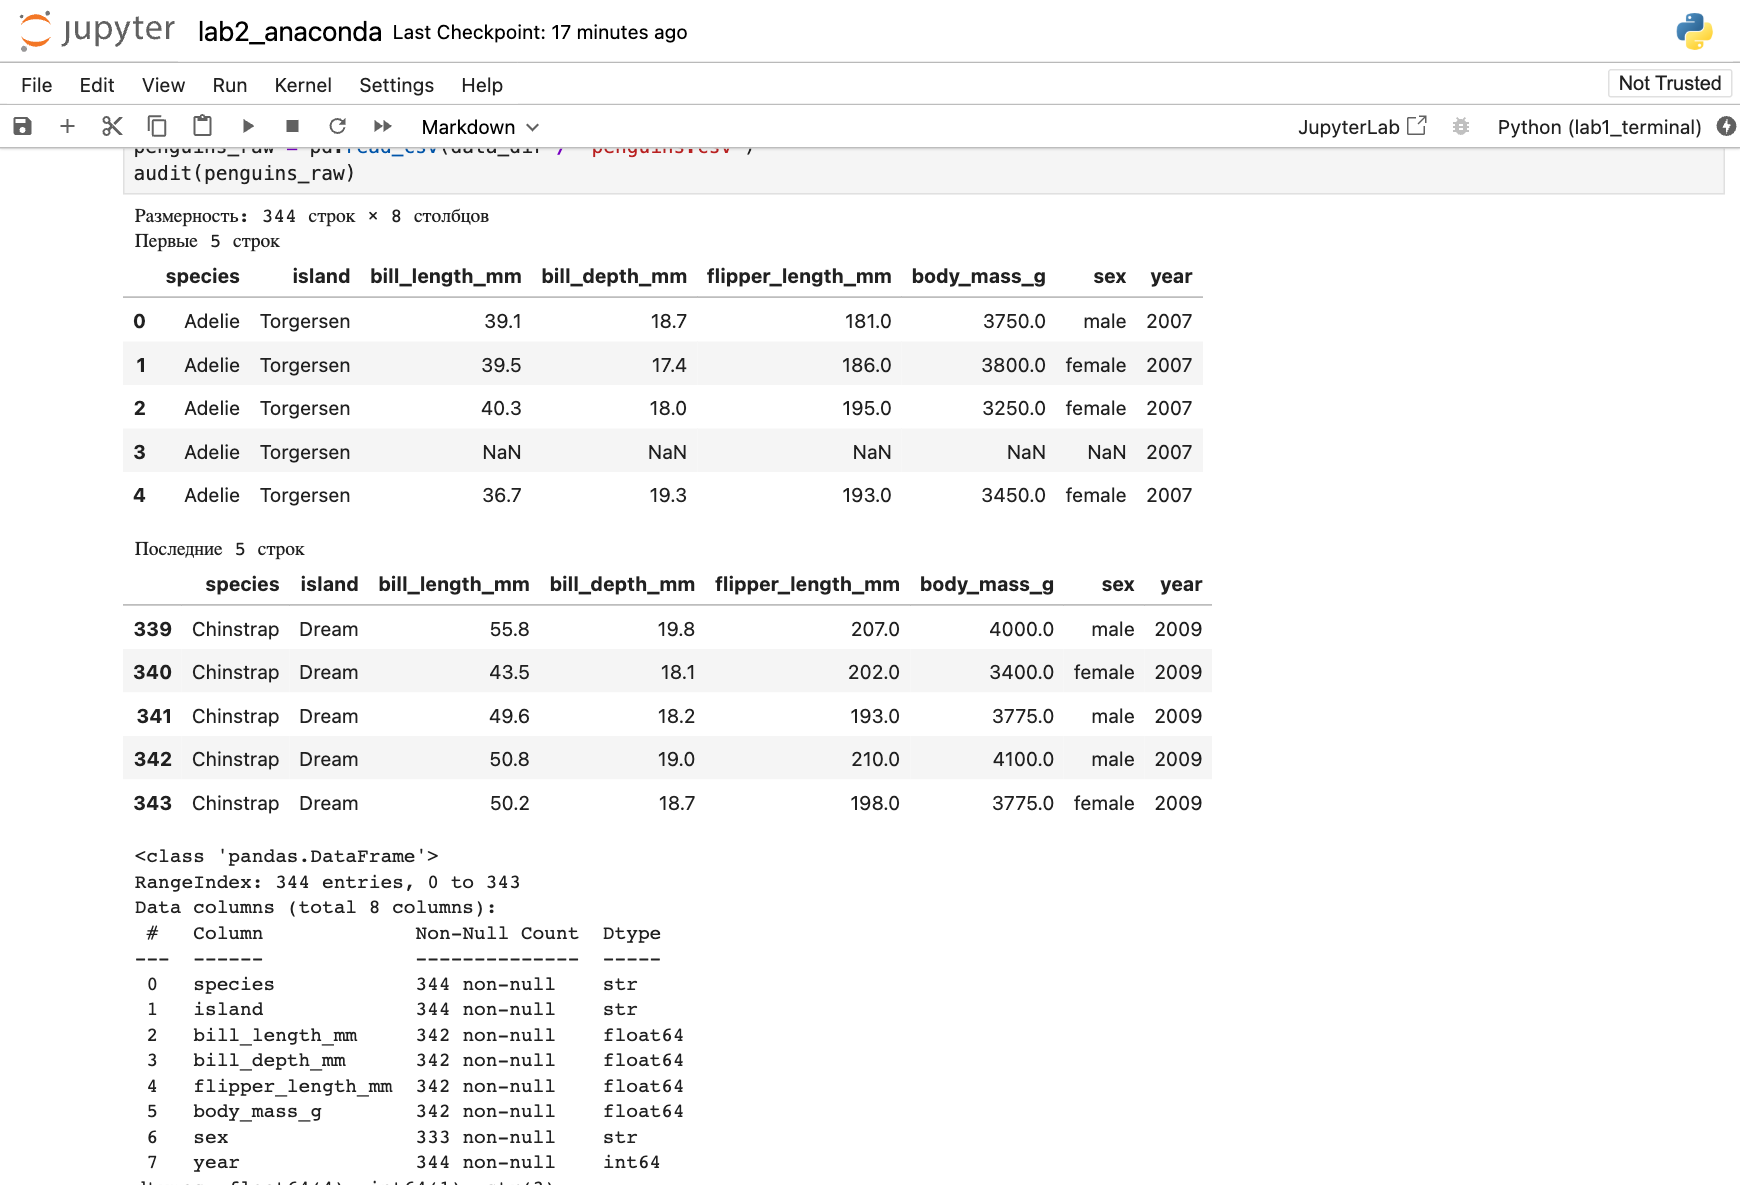 jupyter lab2_anaconda Last Checkpoint: 17 minutes ago
File Edit View Run Kernel Settings Help Not Trusted
Markdown JupyterLab Python (lab1_terminal)
penguins_raw = pd.read_csv(data_dir / "penguins.csv")
audit(penguins_raw)
Размерность: 344 строк × 8 столбцов
Первые 5 строк
species island bill_length_mm bill_depth_mm flipper_length_mm body_mass_g sex year
0 Adelie Torgersen 39.1 18.7 181.0 3750.0 male 2007
1 Adelie Torgersen 39.5 17.4 186.0 3800.0 female 2007
2 Adelie Torgersen 40.3 18.0 195.0 3250.0 female 2007
3 Adelie Torgersen NaN NaN NaN NaN NaN 2007
4 Adelie Torgersen 36.7 19.3 193.0 3450.0 female 2007
Последние 5 строк
species island bill_length_mm bill_depth_mm flipper_length_mm body_mass_g sex year
339 Chinstrap Dream 55.8 19.8 207.0 4000.0 male 2009
340 Chinstrap Dream 43.5 18.1 202.0 3400.0 female 2009
341 Chinstrap Dream 49.6 18.2 193.0 3775.0 male 2009
342 Chinstrap Dream 50.8 19.0 210.0 4100.0 male 2009
343 Chinstrap Dream 50.2 18.7 198.0 3775.0 female 2009
<class 'pandas.DataFrame'>
RangeIndex: 344 entries, 0 to 343
Data columns (total 8 columns):
# Column Non-Null Count Dtype
--- ------ -------------- -----
0 species 344 non-null str
1 island 344 non-null str
2 bill_length_mm 342 non-null float64
3 bill_depth_mm 342 non-null float64
4 flipper_length_mm 342 non-null float64
5 body_mass_g 342 non-null float64
6 sex 333 non-null str
7 year 344 non-null int64